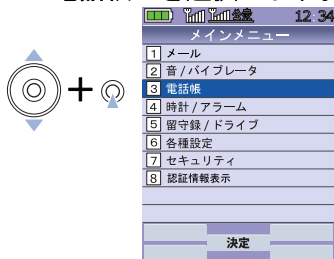 12:34
メインメニュー
1 メール
2 音/バイブレータ
3 電話帳
4 時計/アラーム
5 留守録/ドライブ
6 各種設定
7 セキュリティ
8 認証情報表示
決定